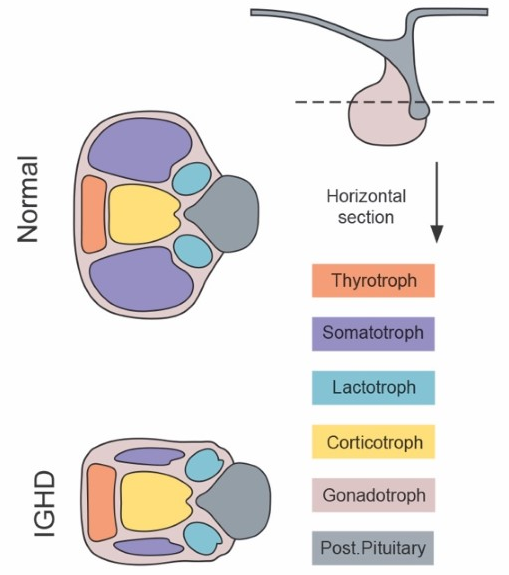 Normal
Horizontal
section
Thyrotroph
Somatotroph
Lactotroph
Corticotroph
Gonadotroph
Post.Pituitary
IGHD